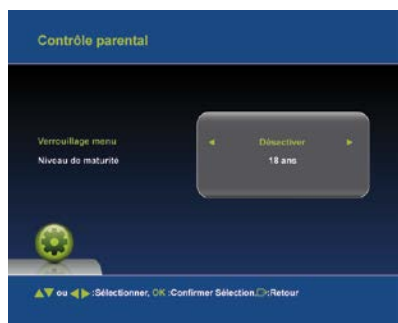 Contrôle parental
Verrouillage menu ◀ Désactiver ▶
Niveau de maturité 18 ans
▲▼ ou ◀▶ :Sélectionner, OK :Confirmer Sélection, :Retour